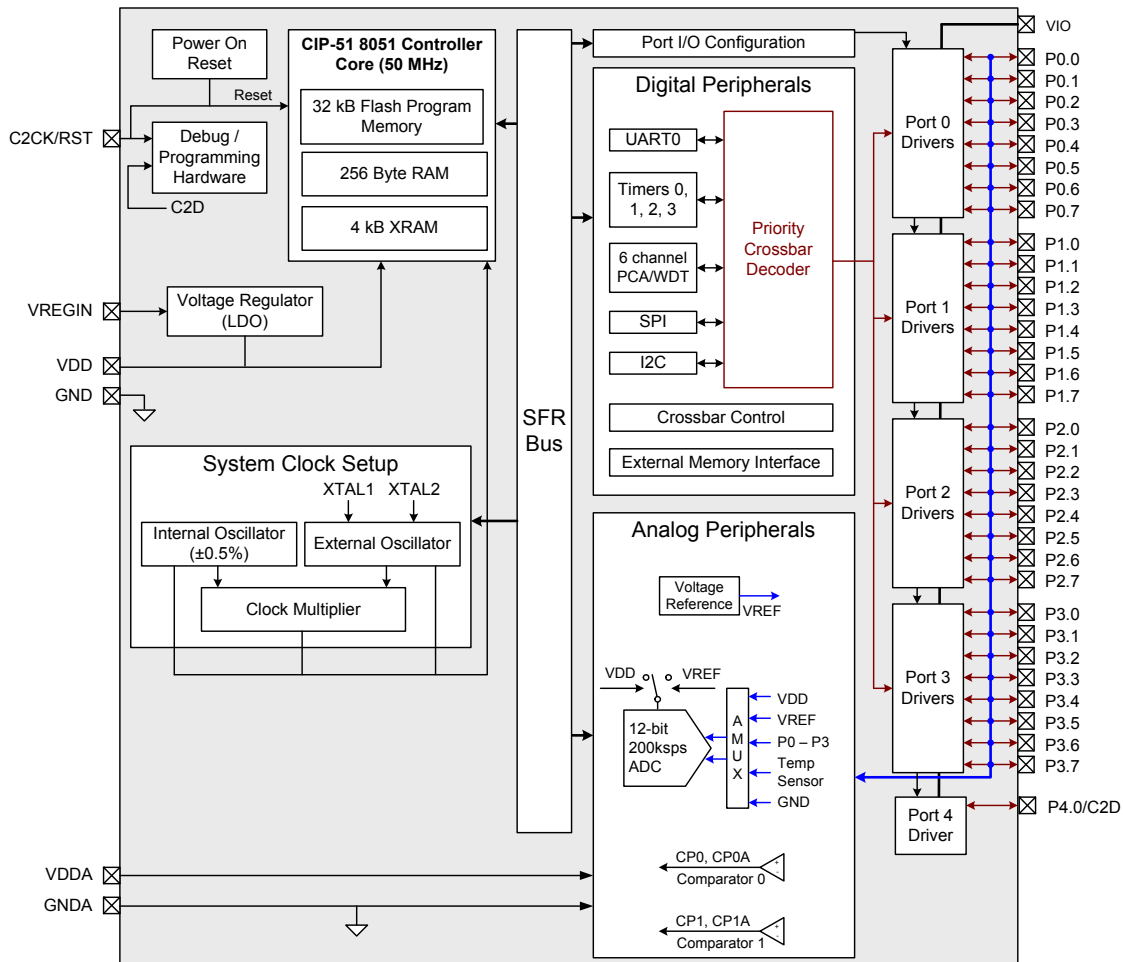 Power On
Reset
Reset
C2CK/RST
Debug /
Programming
Hardware
C2D
CIP-51 8051 Controller
Core (50 MHz)
32 kB Flash Program
Memory
256 Byte RAM
4 kB XRAM
VREGIN
Voltage Regulator
(LDO)
VDD
GND
System Clock Setup
XTAL1
XTAL2
Internal Oscillator
(±0.5%)
External Oscillator
Clock Multiplier
VDDA
GNDA
SFR
Bus
Port I/O Configuration
Digital Peripherals
UART0
Timers 0,
1, 2, 3
6 channel
PCA/WDT
SPI
I2C
Priority
Crossbar
Decoder
Crossbar Control
External Memory Interface
Analog Peripherals
Voltage
Reference
VREF
VDD
VREF
12-bit
200ksps
ADC
A
M
U
X
VDD
VREF
P0 – P3
Temp
Sensor
GND
CP0, CP0A
+
-
Comparator 0
CP1, CP1A
+
-
Comparator 1
Port 0
Drivers
Port 1
Drivers
Port 2
Drivers
Port 3
Drivers
Port 4
Driver
VIO
P0.0
P0.1
P0.2
P0.3
P0.4
P0.5
P0.6
P0.7
P1.0
P1.1
P1.2
P1.3
P1.4
P1.5
P1.6
P1.7
P2.0
P2.1
P2.2
P2.3
P2.4
P2.5
P2.6
P2.7
P3.0
P3.1
P3.2
P3.3
P3.4
P3.5
P3.6
P3.7
P4.0/C2D